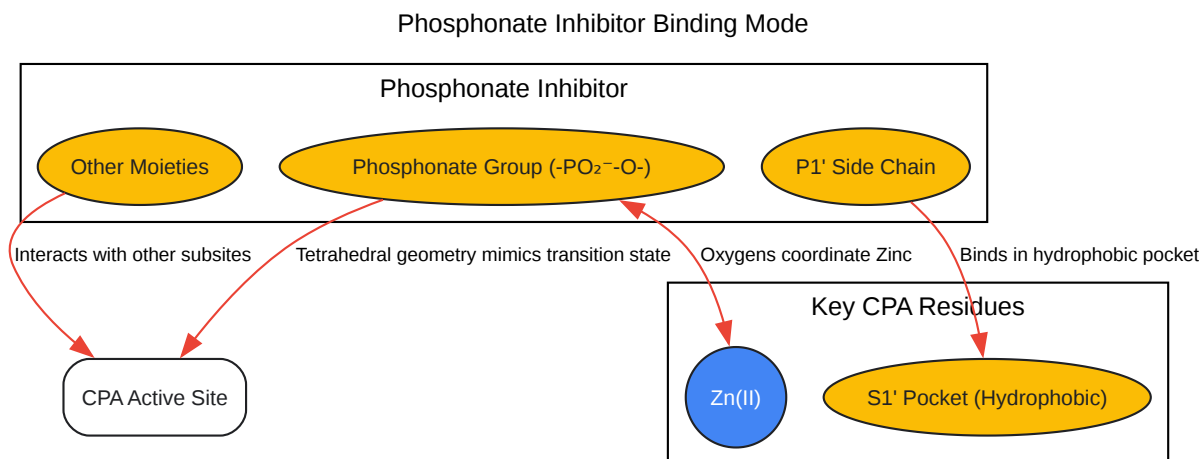 Phosphonate Inhibitor Binding Mode
Phosphonate Inhibitor
Other Moieties
Phosphonate Group (-PO₂⁻-O-)
P1' Side Chain
Interacts with other subsites
Tetrahedral geometry mimics transition state
Oxygens coordinate Zinc
Binds in hydrophobic pocket
Key CPA Residues
CPA Active Site
Zn(II)
S1' Pocket (Hydrophobic)